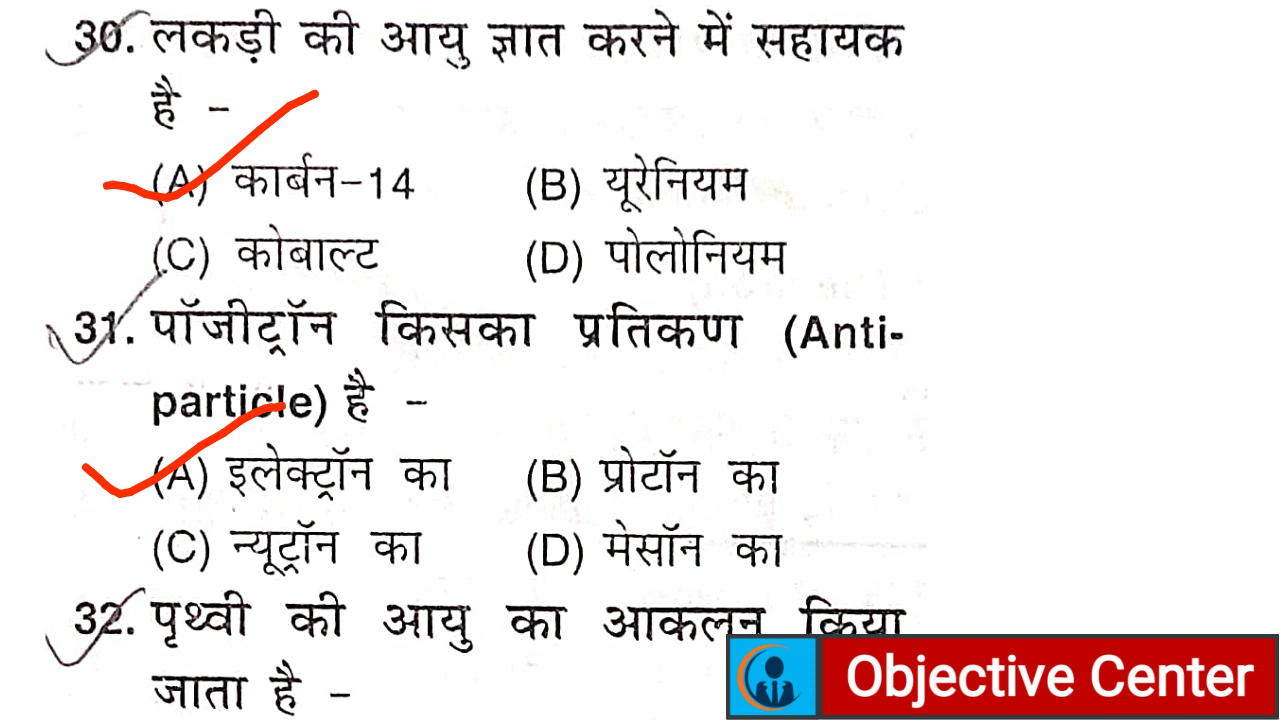 30. लकड़ी की आयु ज्ञात करने में सहायक
है –
(A) कार्बन–14 (B) यूरेनियम
(C) कोबाल्ट (D) पोलोनियम
31. पॉजीट्रॉन किसका प्रतिकण (Anti-
particle) है –
(A) इलेक्ट्रॉन का (B) प्रोटॉन का
(C) न्यूट्रॉन का (D) मेसॉन का
32. पृथ्वी की आयु का आकलन किया
जाता है –
Objective Center